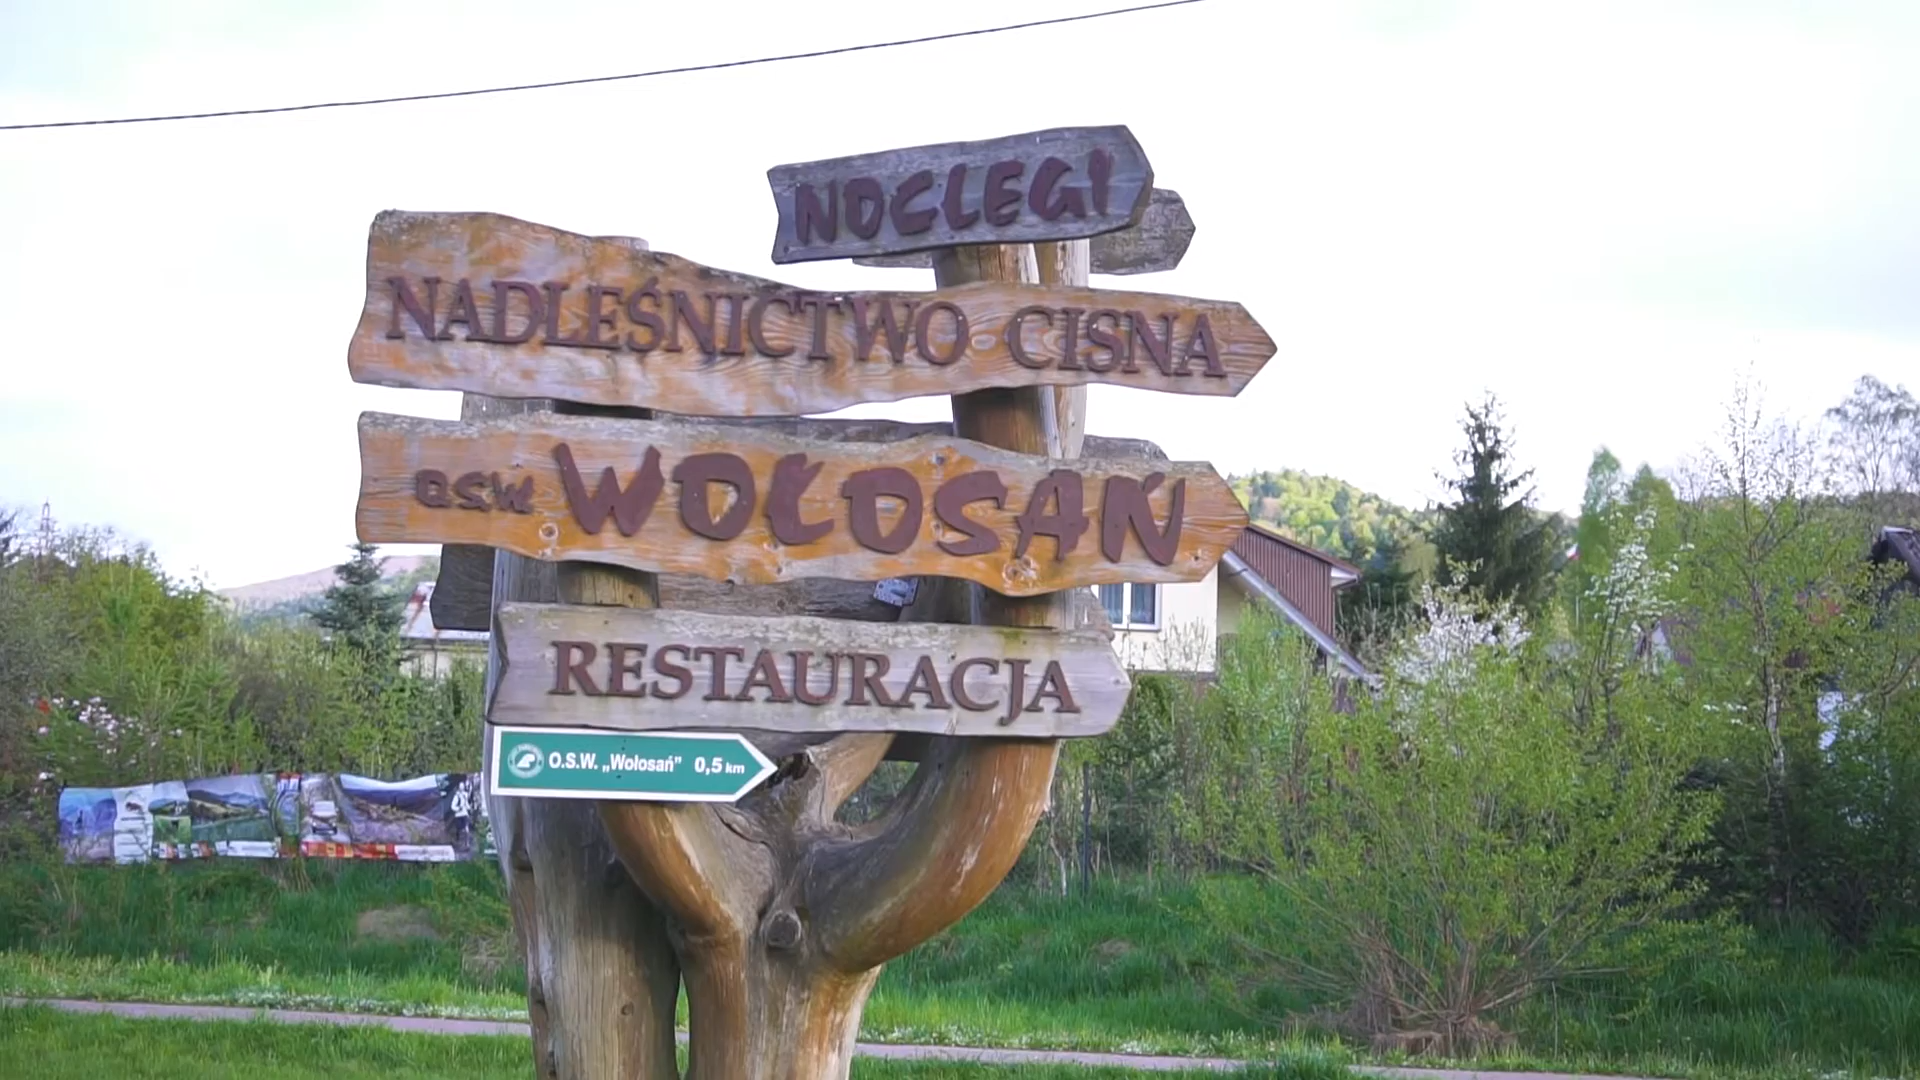 NOCLEGI
NADLEŚNICTWO CISNA
OSW WOŁOSAŃ
RESTAURACJA
O.S.W. „Wołosań” 0,5 km